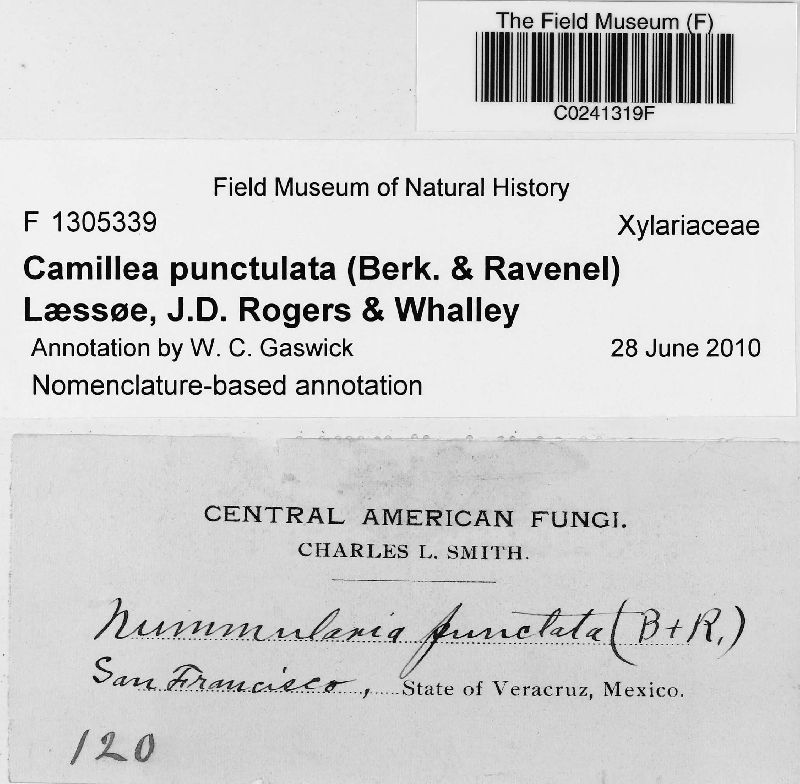 The Field Museum (F)
C0241319F
Field Museum of Natural History
F 1305339 Xylariaceae
Camillea punctulata (Berk. & Ravenel)
Læssøe, J.D. Rogers & Whalley
Annotation by W. C. Gaswick 28 June 2010
Nomenclature-based annotation
CENTRAL AMERICAN FUNGI.
CHARLES L. SMITH.
Nummularia punctata (B + R.)
San Francisco, State of Veracruz, Mexico.
120